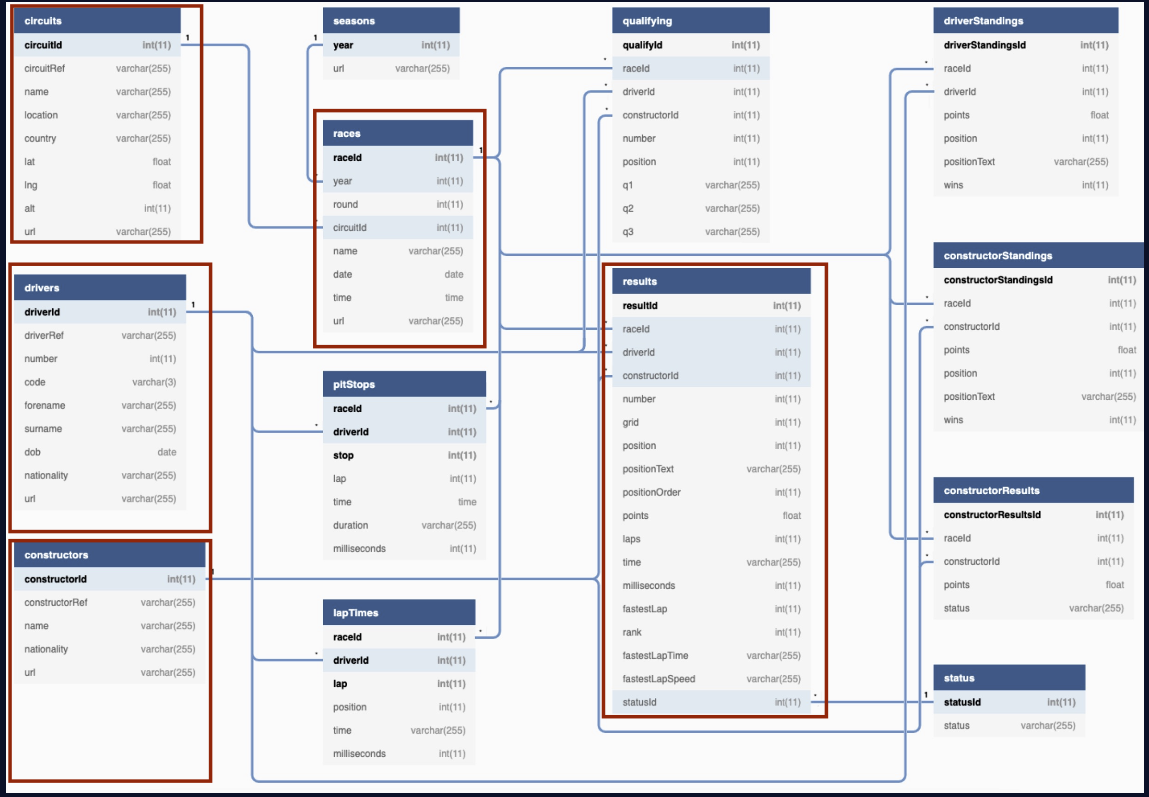 circuits
circuitId int(11)
circuitRef varchar(255)
name varchar(255)
location varchar(255)
country varchar(255)
lat float
lng float
alt int(11)
url varchar(255)
drivers
driverId int(11)
driverRef varchar(255)
number int(11)
code varchar(3)
forename varchar(255)
surname varchar(255)
dob date
nationality varchar(255)
url varchar(255)
constructors
constructorId int(11)
constructorRef varchar(255)
name varchar(255)
nationality varchar(255)
url varchar(255)
seasons
year int(11)
url varchar(255)
races
raceId int(11)
year int(11)
round int(11)
circuitId int(11)
name varchar(255)
date date
time time
url varchar(255)
pitStops
raceId int(11)
driverId int(11)
stop int(11)
lap int(11)
time time
duration varchar(255)
milliseconds int(11)
lapTimes
raceId int(11)
driverId int(11)
lap int(11)
position int(11)
time varchar(255)
milliseconds int(11)
qualifying
qualifyId int(11)
raceId int(11)
driverId int(11)
constructorId int(11)
number int(11)
position int(11)
q1 varchar(255)
q2 varchar(255)
q3 varchar(255)
results
resultId int(11)
raceId int(11)
driverId int(11)
constructorId int(11)
number int(11)
grid int(11)
position int(11)
positionText varchar(255)
positionOrder int(11)
points float
laps int(11)
time varchar(255)
milliseconds int(11)
fastestLap int(11)
rank int(11)
fastestLapTime varchar(255)
fastestLapSpeed varchar(255)
statusId int(11)
driverStandings
driverStandingsId int(11)
raceId int(11)
driverId int(11)
points float
position int(11)
positionText varchar(255)
wins int(11)
constructorStandings
constructorStandingsId int(11)
raceId int(11)
constructorId int(11)
points float
position int(11)
positionText varchar(255)
wins int(11)
constructorResults
constructorResultsId int(11)
raceId int(11)
constructorId int(11)
points float
status varchar(255)
status
statusId int(11)
status varchar(255)
1
1
1
1
1
1